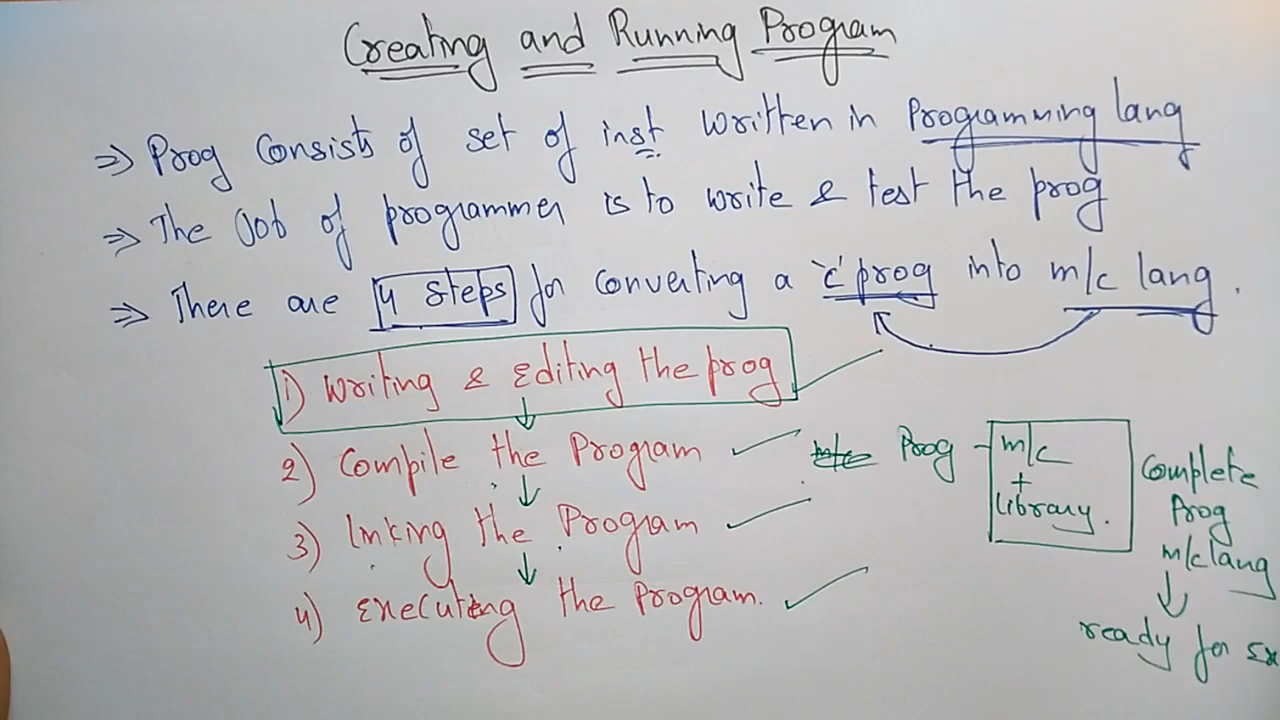 Creating and Running Program
⇒ Prog Consists of set of inst written in Programming lang
⇒ The Job of programmer is to write & test the prog
⇒ There are 4 Steps for Converting a 'C' prog into m/c lang.
1) Writing & Editing the prog
2) Compile the Program
3) Linking the Program
4) Executing the Program.
Prog - m/c
+
Library.
Complete
Prog
m/c lang
↓
ready for Ex